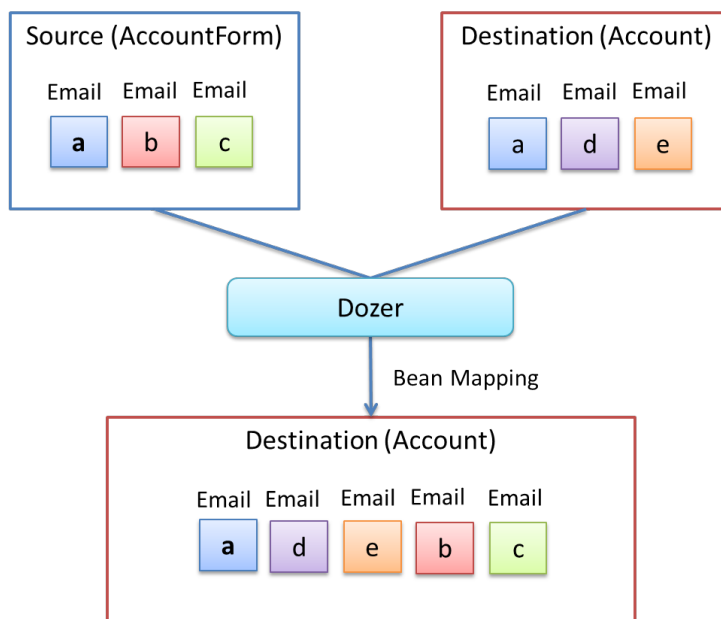 Source (AccountForm)
Email Email Email
a b c
Destination (Account)
Email Email Email
a d e
Dozer
Bean Mapping
Destination (Account)
Email Email Email Email Email
a d e b c